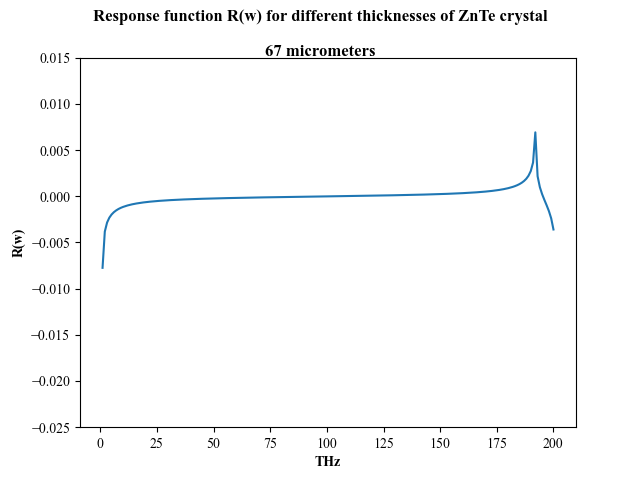 Response function R(w) for different thicknesses of ZnTe crystal
67 micrometers
0.015
0.010
0.005
0.000
−0.005
−0.010
−0.015
−0.020
−0.025
R(w)
0 25 50 75 100 125 150 175 200
THz